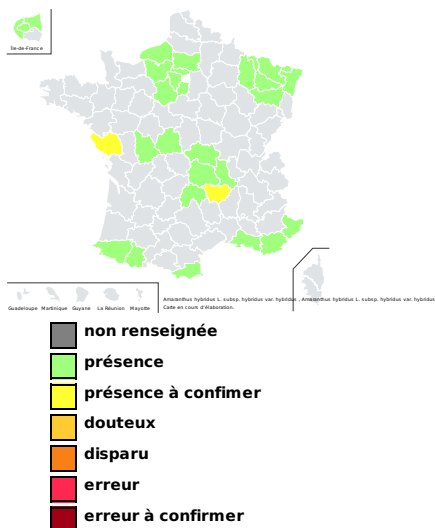 Île-de-France
Guadeloupe Martinique Guyane La Réunion Mayotte
Amaranthus hybridus L. subsp. hybridus var. hybridus , Amaranthus hybridus L. subsp. hybridus var. hybridus
Carte en cours d'élaboration.
non renseignée
présence
présence à confimer
douteux
disparu
erreur
erreur à confirmer